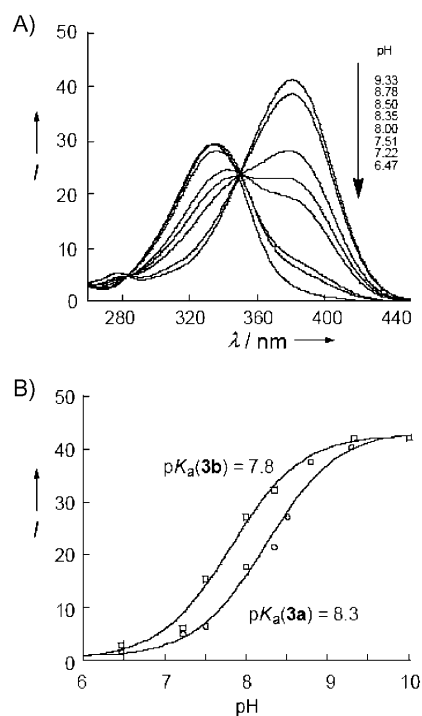 A)
pH
50
9.33
8.78
8.50
8.35
8.00
7.51
7.22
6.47
40
30
I
20
10
0
280 320 360 400 440
λ / nm
B)
50
40
pKa(3b) = 7.8
30
I
20
10
pKa(3a) = 8.3
0
6 7 8 9 10
pH